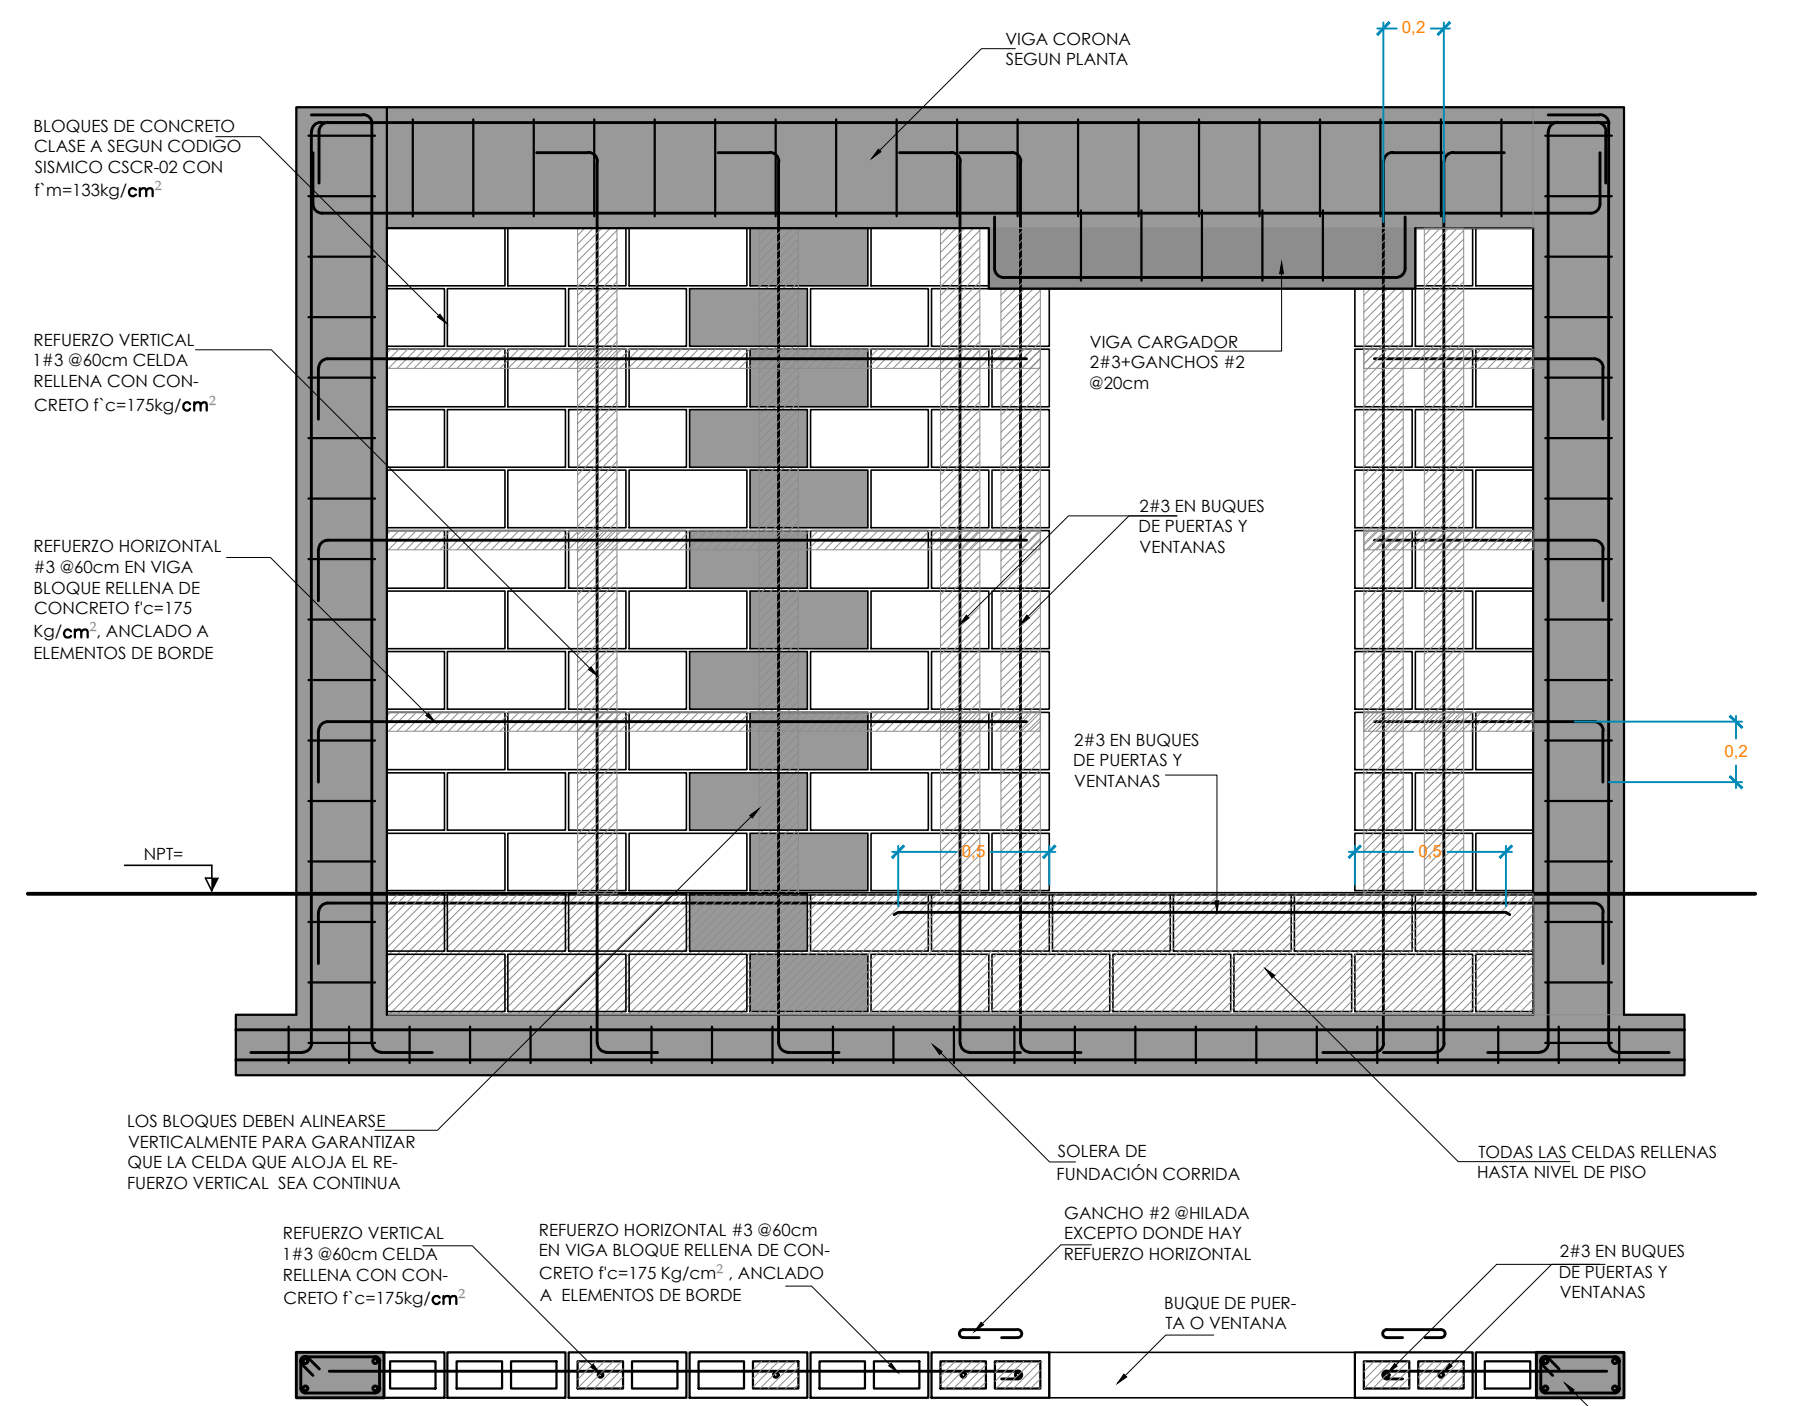 0,2
VIGA CORONA
SEGUN PLANTA
BLOQUES DE CONCRETO
CLASE A SEGUN CODIGO
SISMICO CSCR-02 CON
f`m=133kg/cm²
REFUERZO VERTICAL
1#3 @60cm CELDA
RELLENA CON CON-
CRETO f`c=175kg/cm²
VIGA CARGADOR
2#3+GANCHOS #2
@20cm
2#3 EN BUQUES
DE PUERTAS Y
VENTANAS
REFUERZO HORIZONTAL
#3 @60cm EN VIGA
BLOQUE RELLENA DE
CONCRETO f'c=175
Kg/cm², ANCLADO A
ELEMENTOS DE BORDE
2#3 EN BUQUES
DE PUERTAS Y
VENTANAS
0,2
NPT=
0,5
0,5
LOS BLOQUES DEBEN ALINEARSE
VERTICALMENTE PARA GARANTIZAR
QUE LA CELDA QUE ALOJA EL RE-
FUERZO VERTICAL SEA CONTINUA
SOLERA DE
FUNDACIÓN CORRIDA
TODAS LAS CELDAS RELLENAS
HASTA NIVEL DE PISO
REFUERZO VERTICAL
1#3 @60cm CELDA
RELLENA CON CON-
CRETO f`c=175kg/cm²
REFUERZO HORIZONTAL #3 @60cm
EN VIGA BLOQUE RELLENA DE CON-
CRETO f'c=175 Kg/cm² , ANCLADO
A ELEMENTOS DE BORDE
GANCHO #2 @HILADA
EXCEPTO DONDE HAY
REFUERZO HORIZONTAL
BUQUE DE PUER-
TA O VENTANA
2#3 EN BUQUES
DE PUERTAS Y
VENTANAS